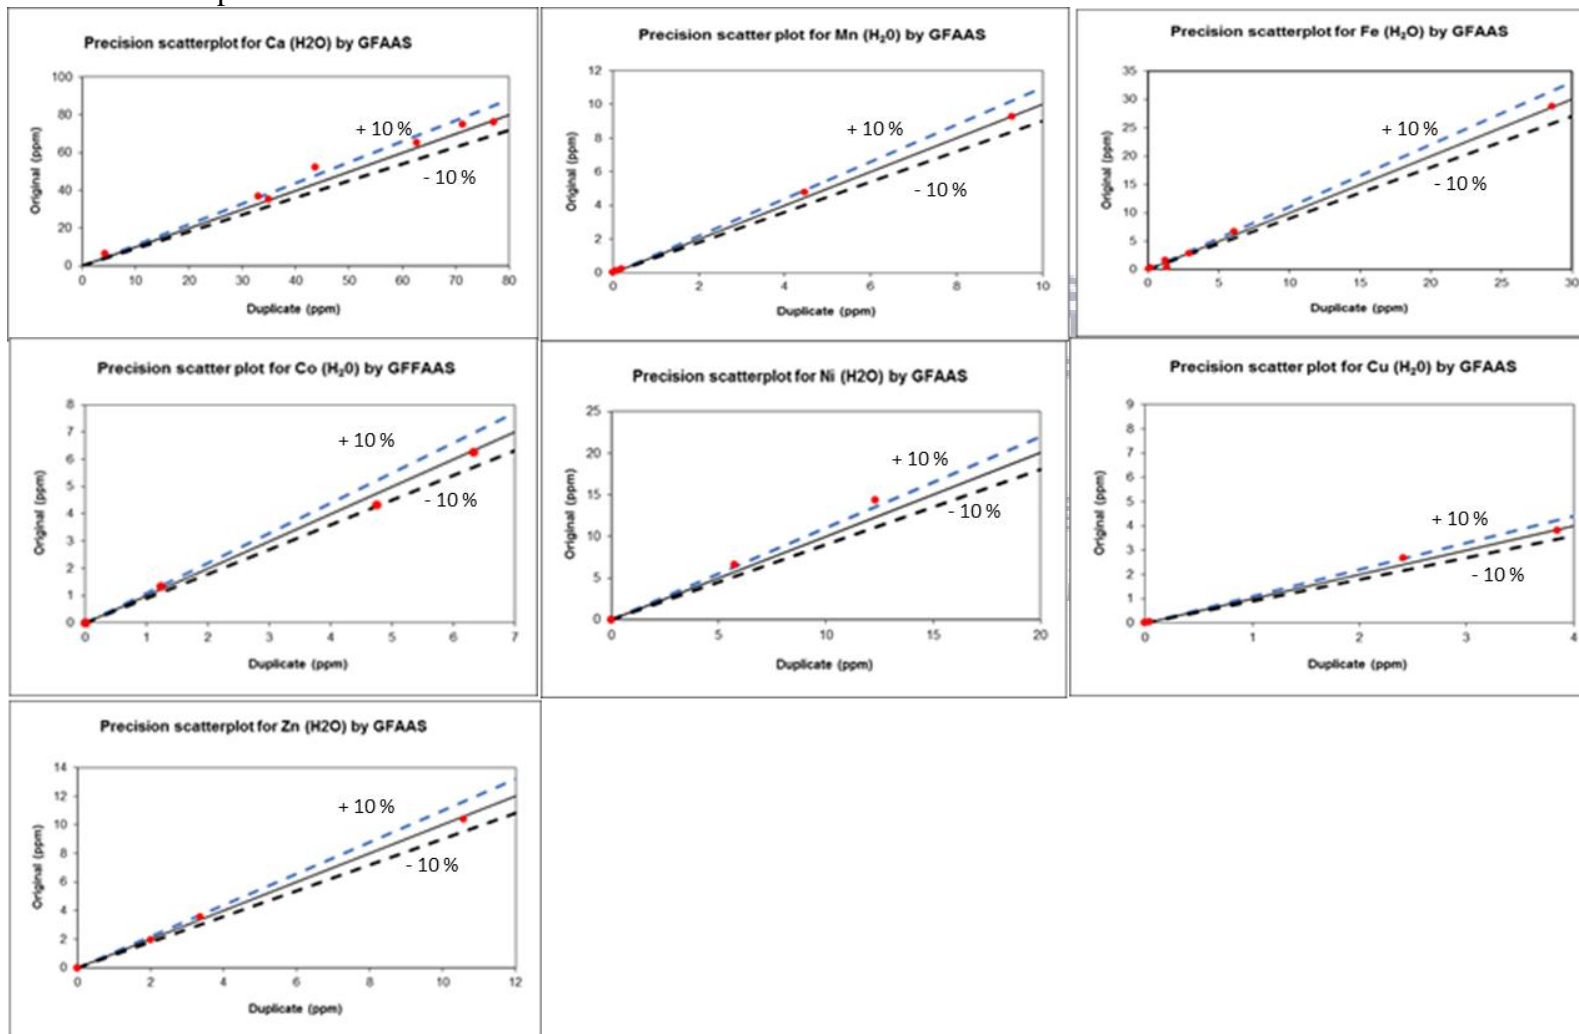 Precision scatterplot for Ca (H2O) by GFAAS
100
80
60
40
20
0
Original (ppm)
+ 10 %
- 10 %
0 10 20 30 40 50 60 70 80
Duplicate (ppm)
Precision scatter plot for Mn (H₂0) by GFAAS
12
10
8
6
4
2
0
Original (ppm)
+ 10 %
- 10 %
0 2 4 6 8 10
Duplicate (ppm)
Precision scatterplot for Fe (H₂O) by GFAAS
35
30
25
20
15
10
5
0
Original (ppm)
+ 10 %
- 10 %
0 5 10 15 20 25 30
Duplicate (ppm)
Precision scatter plot for Co (H₂0) by GFFAAS
8
7
6
5
4
3
2
1
0
Original (ppm)
+ 10 %
- 10 %
0 1 2 3 4 5 6 7
Duplicate (ppm)
Precision scatterplot for Ni (H2O) by GFAAS
25
20
15
10
5
0
Original (ppm)
+ 10 %
- 10 %
0 5 10 15 20
Duplicate (ppm)
Precision scatter plot for Cu (H₂0) by GFAAS
9
8
7
6
5
4
3
2
1
0
Original (ppm)
+ 10 %
- 10 %
0 1 2 3 4
Duplicate (ppm)
Precision scatterplot for Zn (H2O) by GFAAS
14
12
10
8
6
4
2
0
Original (ppm)
+ 10 %
- 10 %
0 2 4 6 8 10 12
Duplicate (ppm)